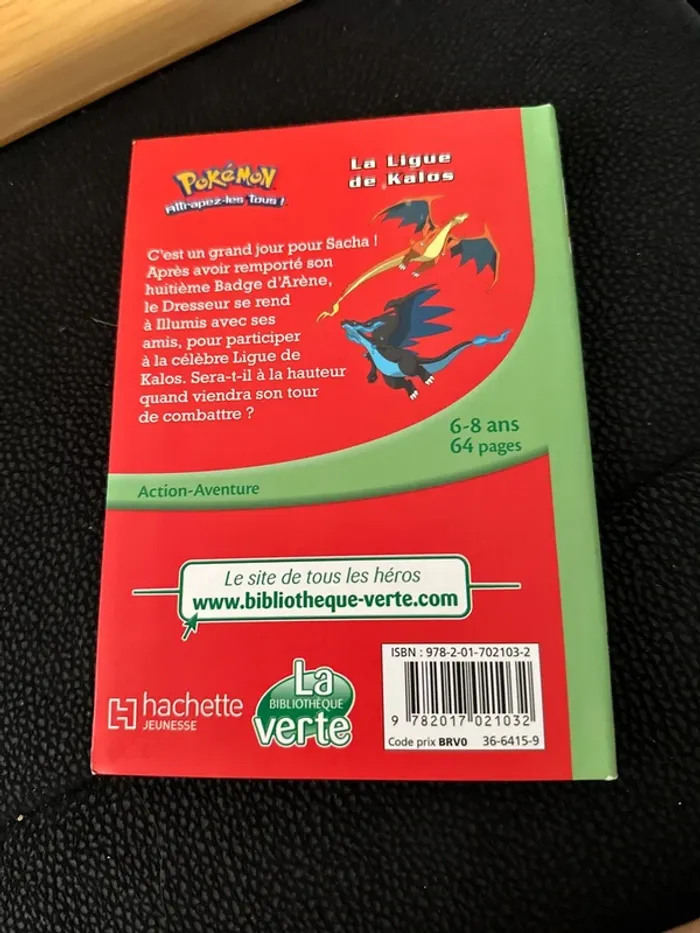 POKéMON
Attrapez-les Tous !
La Ligue
de Kalos
C'est un grand jour pour Sacha !
Après avoir remporté son
huitième Badge d'Arène,
le Dresseur se rend
à Illumis avec ses
amis, pour participer
à la célèbre Ligue de
Kalos. Sera-t-il à la hauteur
quand viendra son tour
de combattre ?
6-8 ans
64 pages
Action-Aventure
Le site de tous les héros
www.bibliotheque-verte.com
hachette
JEUNESSE
La
BIBLIOTHÈQUE
verte
ISBN : 978-2-01-702103-2
9 782017 021032
Code prix BRV0 36-6415-9